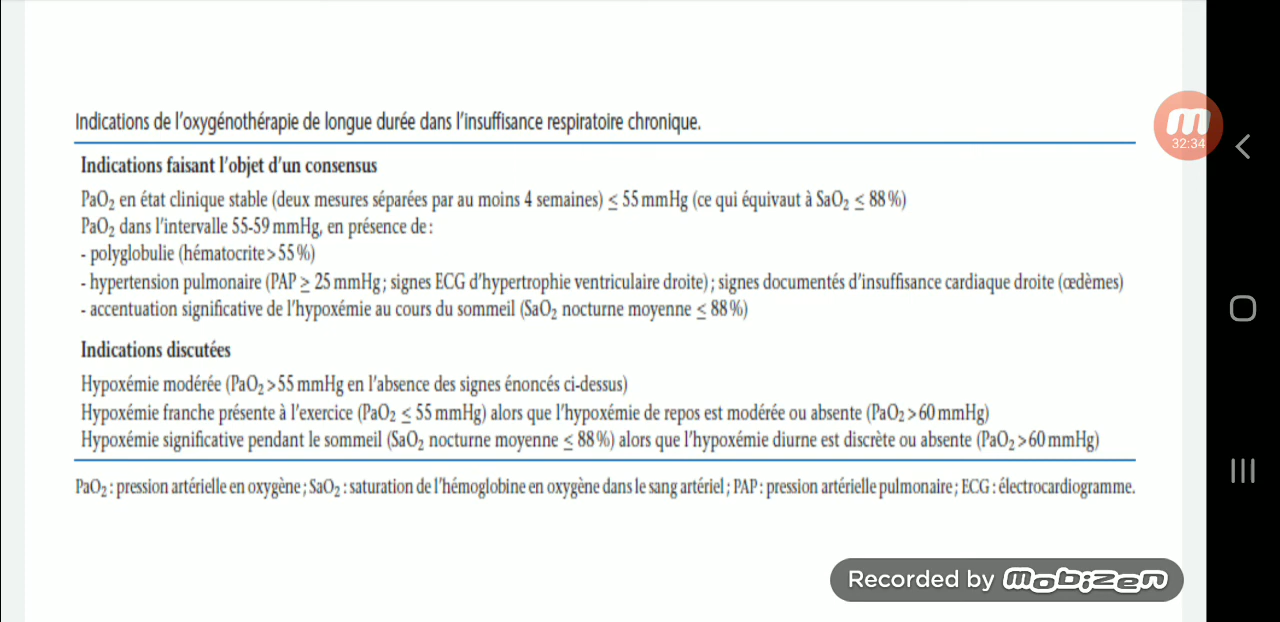 Indications de l'oxygénothérapie de longue durée dans l'insuffisance respiratoire chronique.
Indications faisant l'objet d'un consensus
PaO₂ en état clinique stable (deux mesures séparées par au moins 4 semaines) ≤ 55 mmHg (ce qui équivaut à SaO₂ ≤ 88 %)
PaO₂ dans l'intervalle 55-59 mmHg, en présence de :
- polyglobulie (hématocrite > 55 %)
- hypertension pulmonaire (PAP ≥ 25 mmHg ; signes ECG d'hypertrophie ventriculaire droite) ; signes documentés d'insuffisance cardiaque droite (œdèmes)
- accentuation significative de l'hypoxémie au cours du sommeil (SaO₂ nocturne moyenne ≤ 88 %)
Indications discutées
Hypoxémie modérée (PaO₂ > 55 mmHg en l'absence des signes énoncés ci-dessus)
Hypoxémie franche présente à l'exercice (PaO₂ ≤ 55 mmHg) alors que l'hypoxémie de repos est modérée ou absente (PaO₂ > 60 mmHg)
Hypoxémie significative pendant le sommeil (SaO₂ nocturne moyenne ≤ 88 %) alors que l'hypoxémie diurne est discrète ou absente (PaO₂ > 60 mmHg)
PaO₂ : pression artérielle en oxygène ; SaO₂ : saturation de l'hémoglobine en oxygène dans le sang artériel ; PAP : pression artérielle pulmonaire ; ECG : électrocardiogramme.
m
32:34
Recorded by mobizen